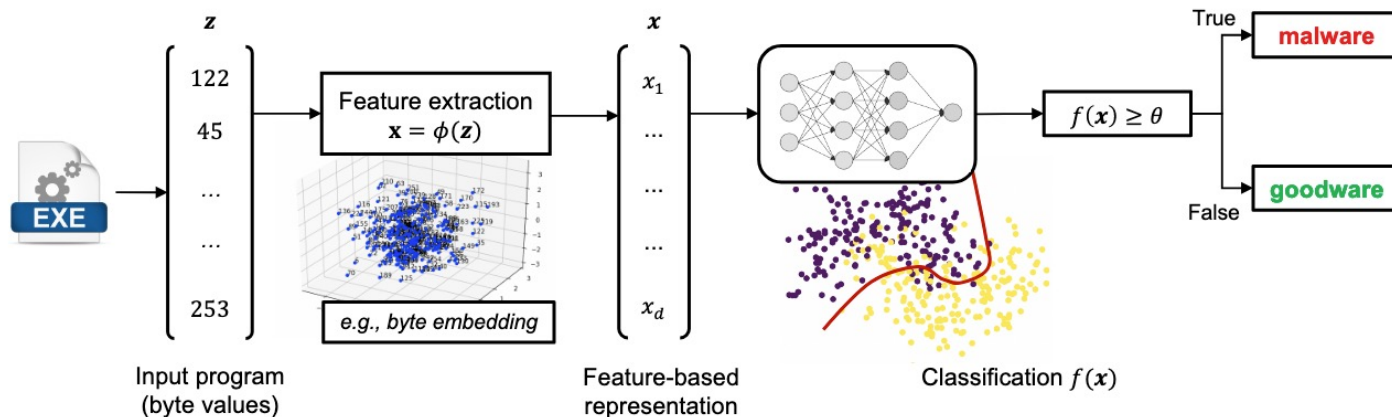 z
122
45
...
...
253
EXE
Input program
(byte values)
Feature extraction
x = ϕ(z)
e.g., byte embedding
x
x₁
...
...
...
x_d
Feature-based
representation
Classification f(x)
f(x) ≥ θ
True
malware
False
goodware